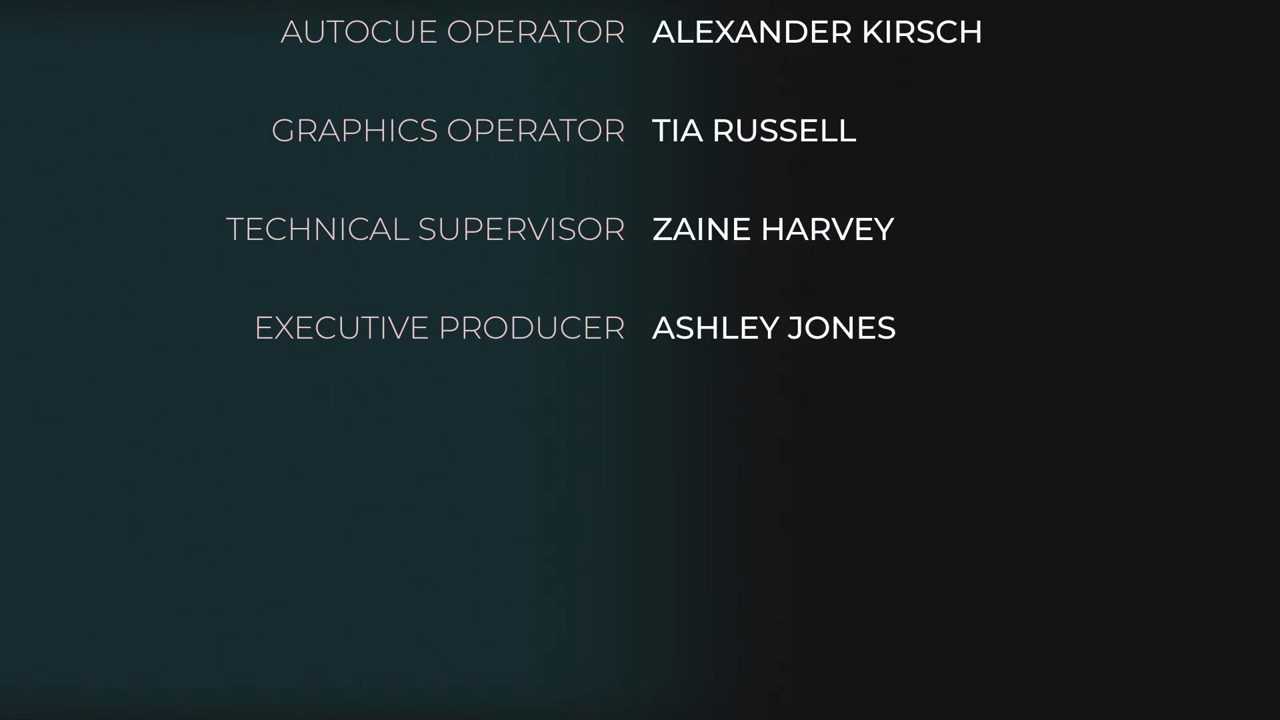 AUTOCUE OPERATOR ALEXANDER KIRSCH
GRAPHICS OPERATOR TIA RUSSELL
TECHNICAL SUPERVISOR ZAINE HARVEY
EXECUTIVE PRODUCER ASHLEY JONES